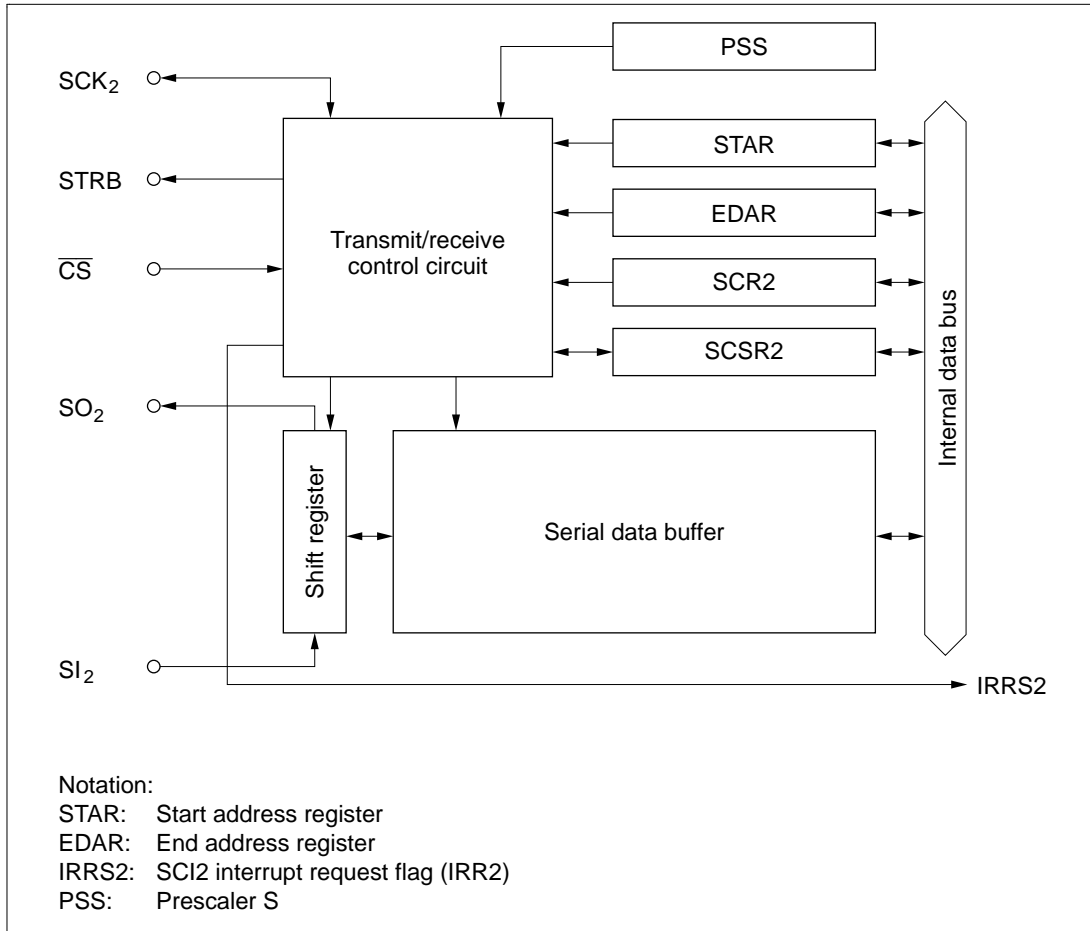 PSS
SCK2
STAR
STRB
EDAR
Transmit/receive
control circuit
CS
SCR2
SCSR2
SO2
Internal data bus
Shift register
Serial data buffer
SI2
IRRS2
Notation:
STAR: Start address register
EDAR: End address register
IRRS2: SCI2 interrupt request flag (IRR2)
PSS: Prescaler S